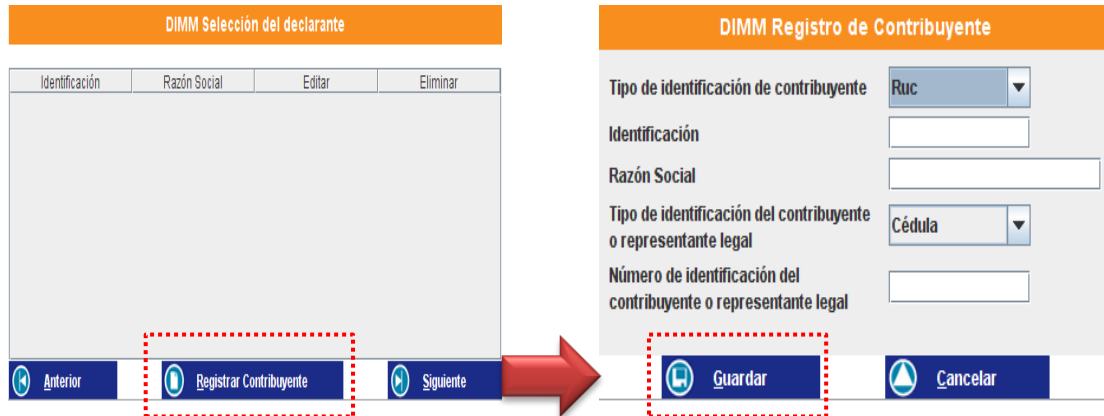 DIMM Selección del declarante
Identificación Razón Social Editar Eliminar
Anterior Registrar Contribuyente Siguiente
DIMM Registro de Contribuyente
Tipo de identificación de contribuyente Ruc
Identificación
Razón Social
Tipo de identificación del contribuyente
o representante legal Cédula
Número de identificación del
contribuyente o representante legal
Guardar Cancelar